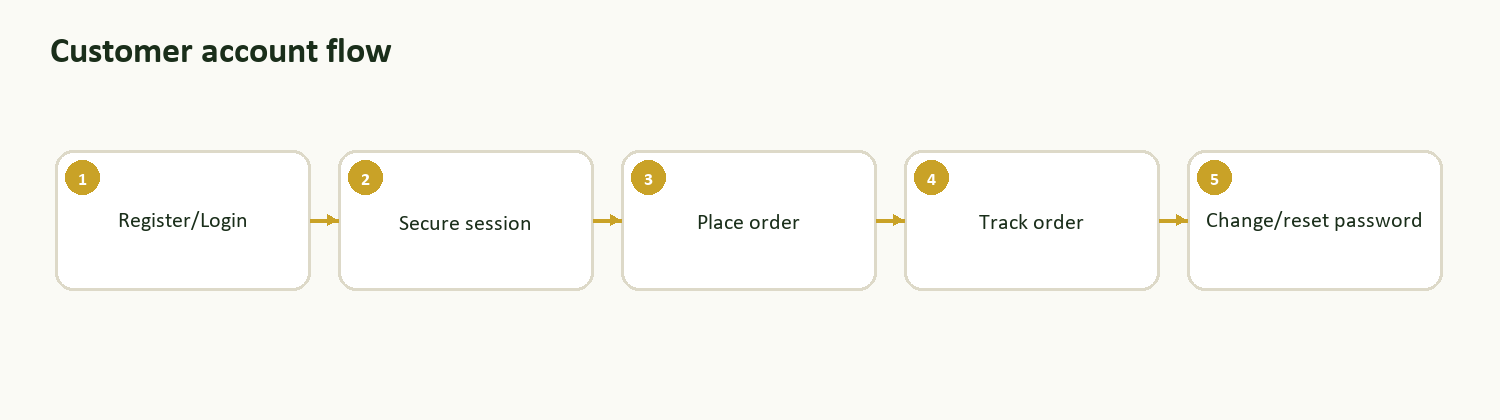 Customer account flow
1
Register/Login
2
Secure session
3
Place order
4
Track order
5
Change/reset password